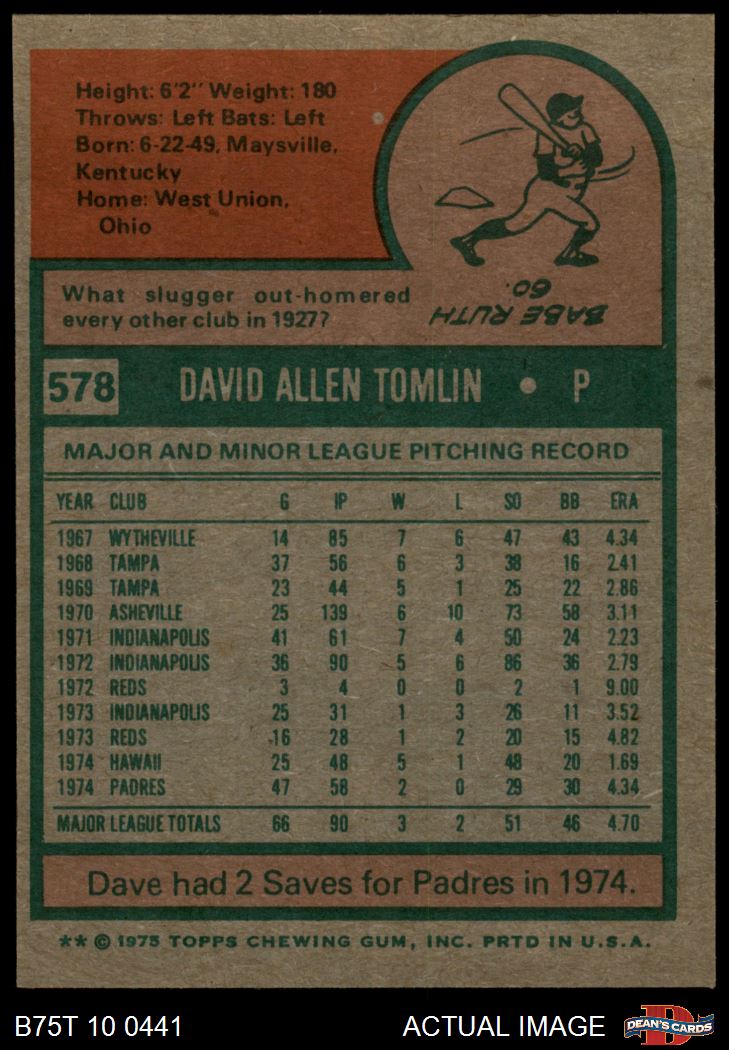 Height: 6'2" Weight: 180
Throws: Left Bats: Left
Born: 6-22-49, Maysville,
Kentucky
Home: West Union,
Ohio
What slugger out-homered
every other club in 1927?
BABE RUTH
60.
578 DAVID ALLEN TOMLIN • P
MAJOR AND MINOR LEAGUE PITCHING RECORD
YEAR CLUB G IP W L SO BB ERA
1967 WYTHEVILLE 14 85 7 6 47 43 4.34
1968 TAMPA 37 56 6 3 38 16 2.41
1969 TAMPA 23 44 5 1 25 22 2.86
1970 ASHEVILLE 25 139 6 10 73 58 3.11
1971 INDIANAPOLIS 41 61 7 4 50 24 2.23
1972 INDIANAPOLIS 36 90 5 6 86 36 2.79
1972 REDS 3 4 0 0 2 1 9.00
1973 INDIANAPOLIS 25 31 1 3 26 11 3.52
1973 REDS 16 28 1 2 20 15 4.82
1974 HAWAII 25 48 5 1 48 20 1.69
1974 PADRES 47 58 2 0 29 30 4.34
MAJOR LEAGUE TOTALS 66 90 3 2 51 46 4.70
Dave had 2 Saves for Padres in 1974.
** © 1975 TOPPS CHEWING GUM, INC. PRTD IN U.S.A.
B75T 10 0441 ACTUAL IMAGE DEAN'S CARDS